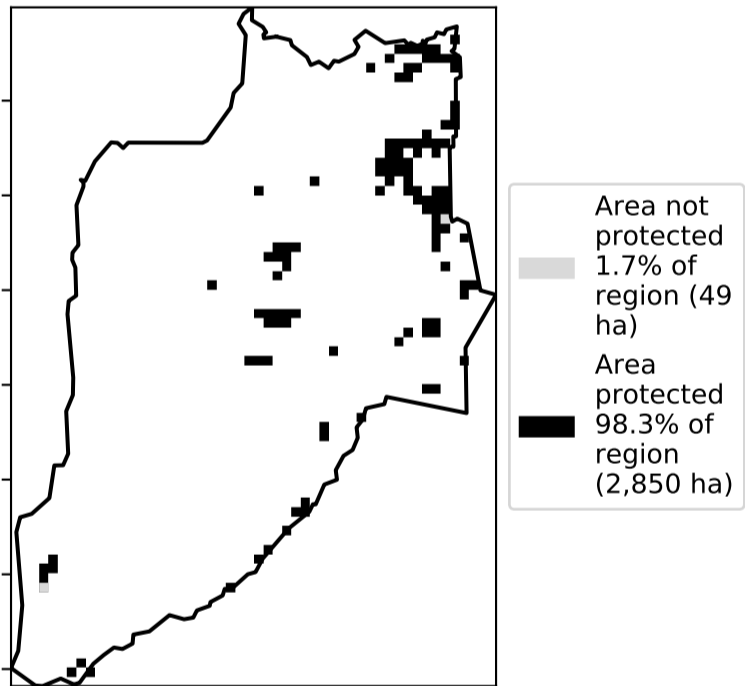 Area not
protected
1.7% of
region (49
ha)
Area
protected
98.3% of
region
(2,850 ha)